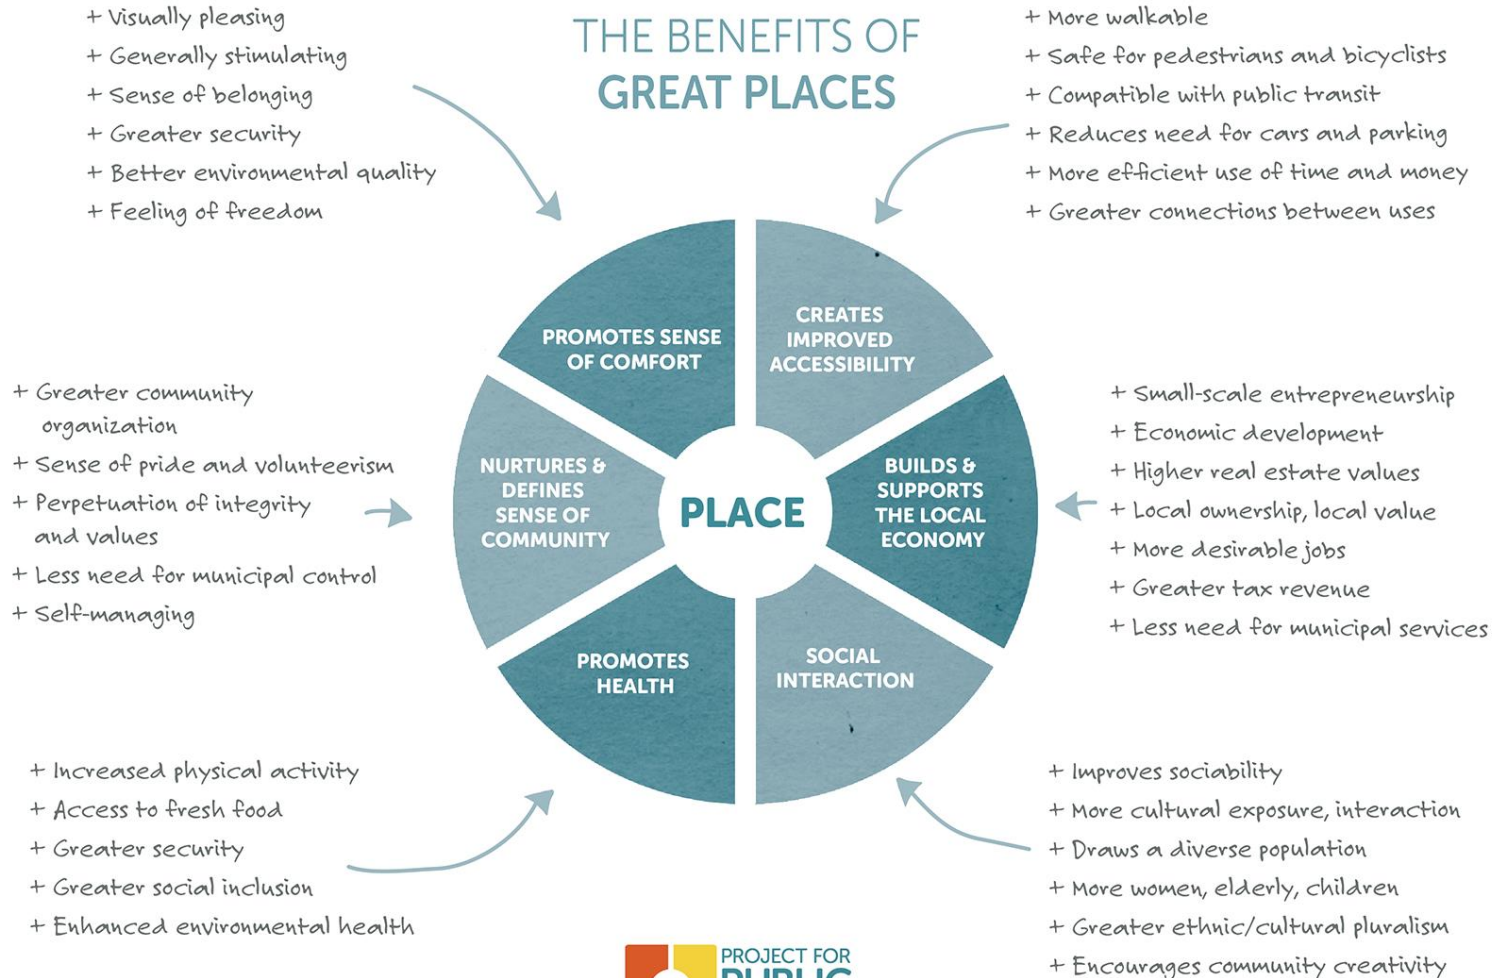 THE BENEFITS OF
GREAT PLACES
+ Visually pleasing
+ Generally stimulating
+ Sense of belonging
+ Greater security
+ Better environmental quality
+ Feeling of freedom
+ More walkable
+ Safe for pedestrians and bicyclists
+ Compatible with public transit
+ Reduces need for cars and parking
+ More efficient use of time and money
+ Greater connections between uses
PROMOTES SENSE
OF COMFORT
CREATES
IMPROVED
ACCESSIBILITY
+ Greater community
organization
+ Sense of pride and volunteerism
+ Perpetuation of integrity
and values
+ Less need for municipal control
+ Self-managing
NURTURES &
DEFINES
SENSE OF
COMMUNITY
PLACE
BUILDS &
SUPPORTS
THE LOCAL
ECONOMY
+ Small-scale entrepreneurship
+ Economic development
+ Higher real estate values
+ Local ownership, local value
+ More desirable jobs
+ Greater tax revenue
+ Less need for municipal services
PROMOTES
HEALTH
SOCIAL
INTERACTION
+ Increased physical activity
+ Access to fresh food
+ Greater security
+ Greater social inclusion
+ Enhanced environmental health
+ Improves sociability
+ More cultural exposure, interaction
+ Draws a diverse population
+ More women, elderly, children
+ Greater ethnic/cultural pluralism
+ Encourages community creativity
PROJECT FOR
PUBLIC